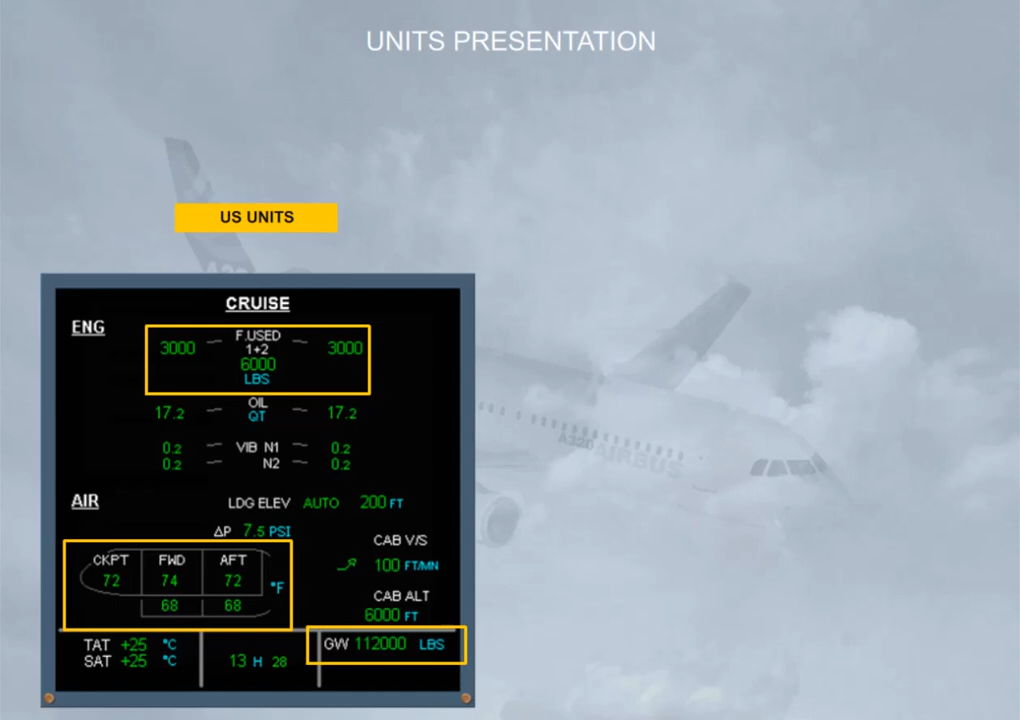 UNITS PRESENTATION
US UNITS
CRUISE
ENG
F.USED
3000 1+2 3000
6000
LBS
OIL
17.2 QT 17.2
0.2 VIB N1 0.2
0.2 N2 0.2
AIR LDG ELEV AUTO 200 FT
ΔP 7.5 PSI
CAB V/S
CKPT FWD AFT
100 FT/MN
72 74 72 °F
CAB ALT
68 68
6000 FT
TAT +25 °C GW 112000 LBS
SAT +25 °C 13 H 28
A320 AIRBUS